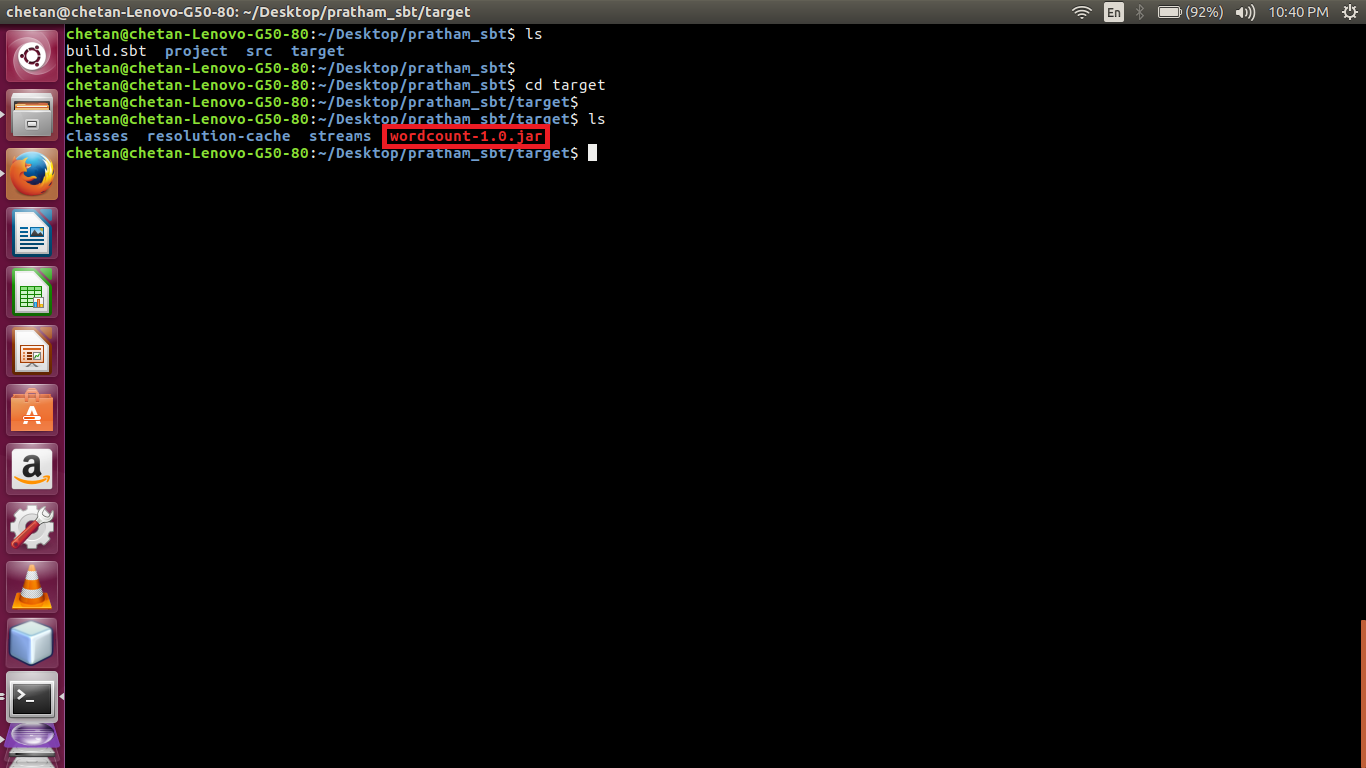 chetan@chetan-Lenovo-G50-80: ~/Desktop/pratham_sbt/target
En (92%) 10:40 PM
chetan@chetan-Lenovo-G50-80:~/Desktop/pratham_sbt$ ls
build.sbt  project  src  target
chetan@chetan-Lenovo-G50-80:~/Desktop/pratham_sbt$
chetan@chetan-Lenovo-G50-80:~/Desktop/pratham_sbt$ cd target
chetan@chetan-Lenovo-G50-80:~/Desktop/pratham_sbt/target$
chetan@chetan-Lenovo-G50-80:~/Desktop/pratham_sbt/target$ ls
classes  resolution-cache  streams  wordcount-1.0.jar
chetan@chetan-Lenovo-G50-80:~/Desktop/pratham_sbt/target$